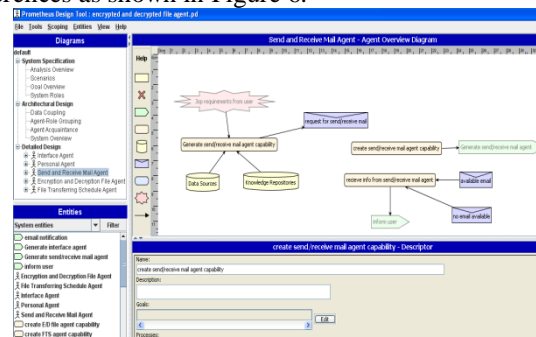 erences as shown in Figure 8.
Prometheus Design Tool : encrypted and decrypted file agent.pd
File Tools Scoping Entities View Help
Diagrams
default
System Specification
Analysis Overview
Scenarios
Goal Overview
System Roles
Architectural Design
Data Coupling
Agent-Role Grouping
Agent Acquaintance
System Overview
Detailed Design
Interface Agent
Personal Agent
Send and Receive Mail Agent
Encryption and Decryption File Agent
File Transferring Schedule Agent
Entities
System entities Filter
email notification
Generate interface agent
Generate send/receive mail agent
inform user
Encryption and Decryption File Agent
File Transferring Schedule Agent
Interface Agent
Personal Agent
Send and Receive Mail Agent
create E/D file agent capability
create FTS agent capability
Send and Receive Mail Agent - Agent Overview Diagram
Help
requirements from user
request for send/receive mail
Generate send/receive mail agent capability
create send/receive mail agent capability
Generate send/receive mail agent
Data Sources
Knowledge Repositories
receive info from send/receive mail agent
available email
no email available
inform user
create send/receive mail agent capability - Descriptor
Name:
create send/receive mail agent capability
Description:
Goals:
Edit
Processes: